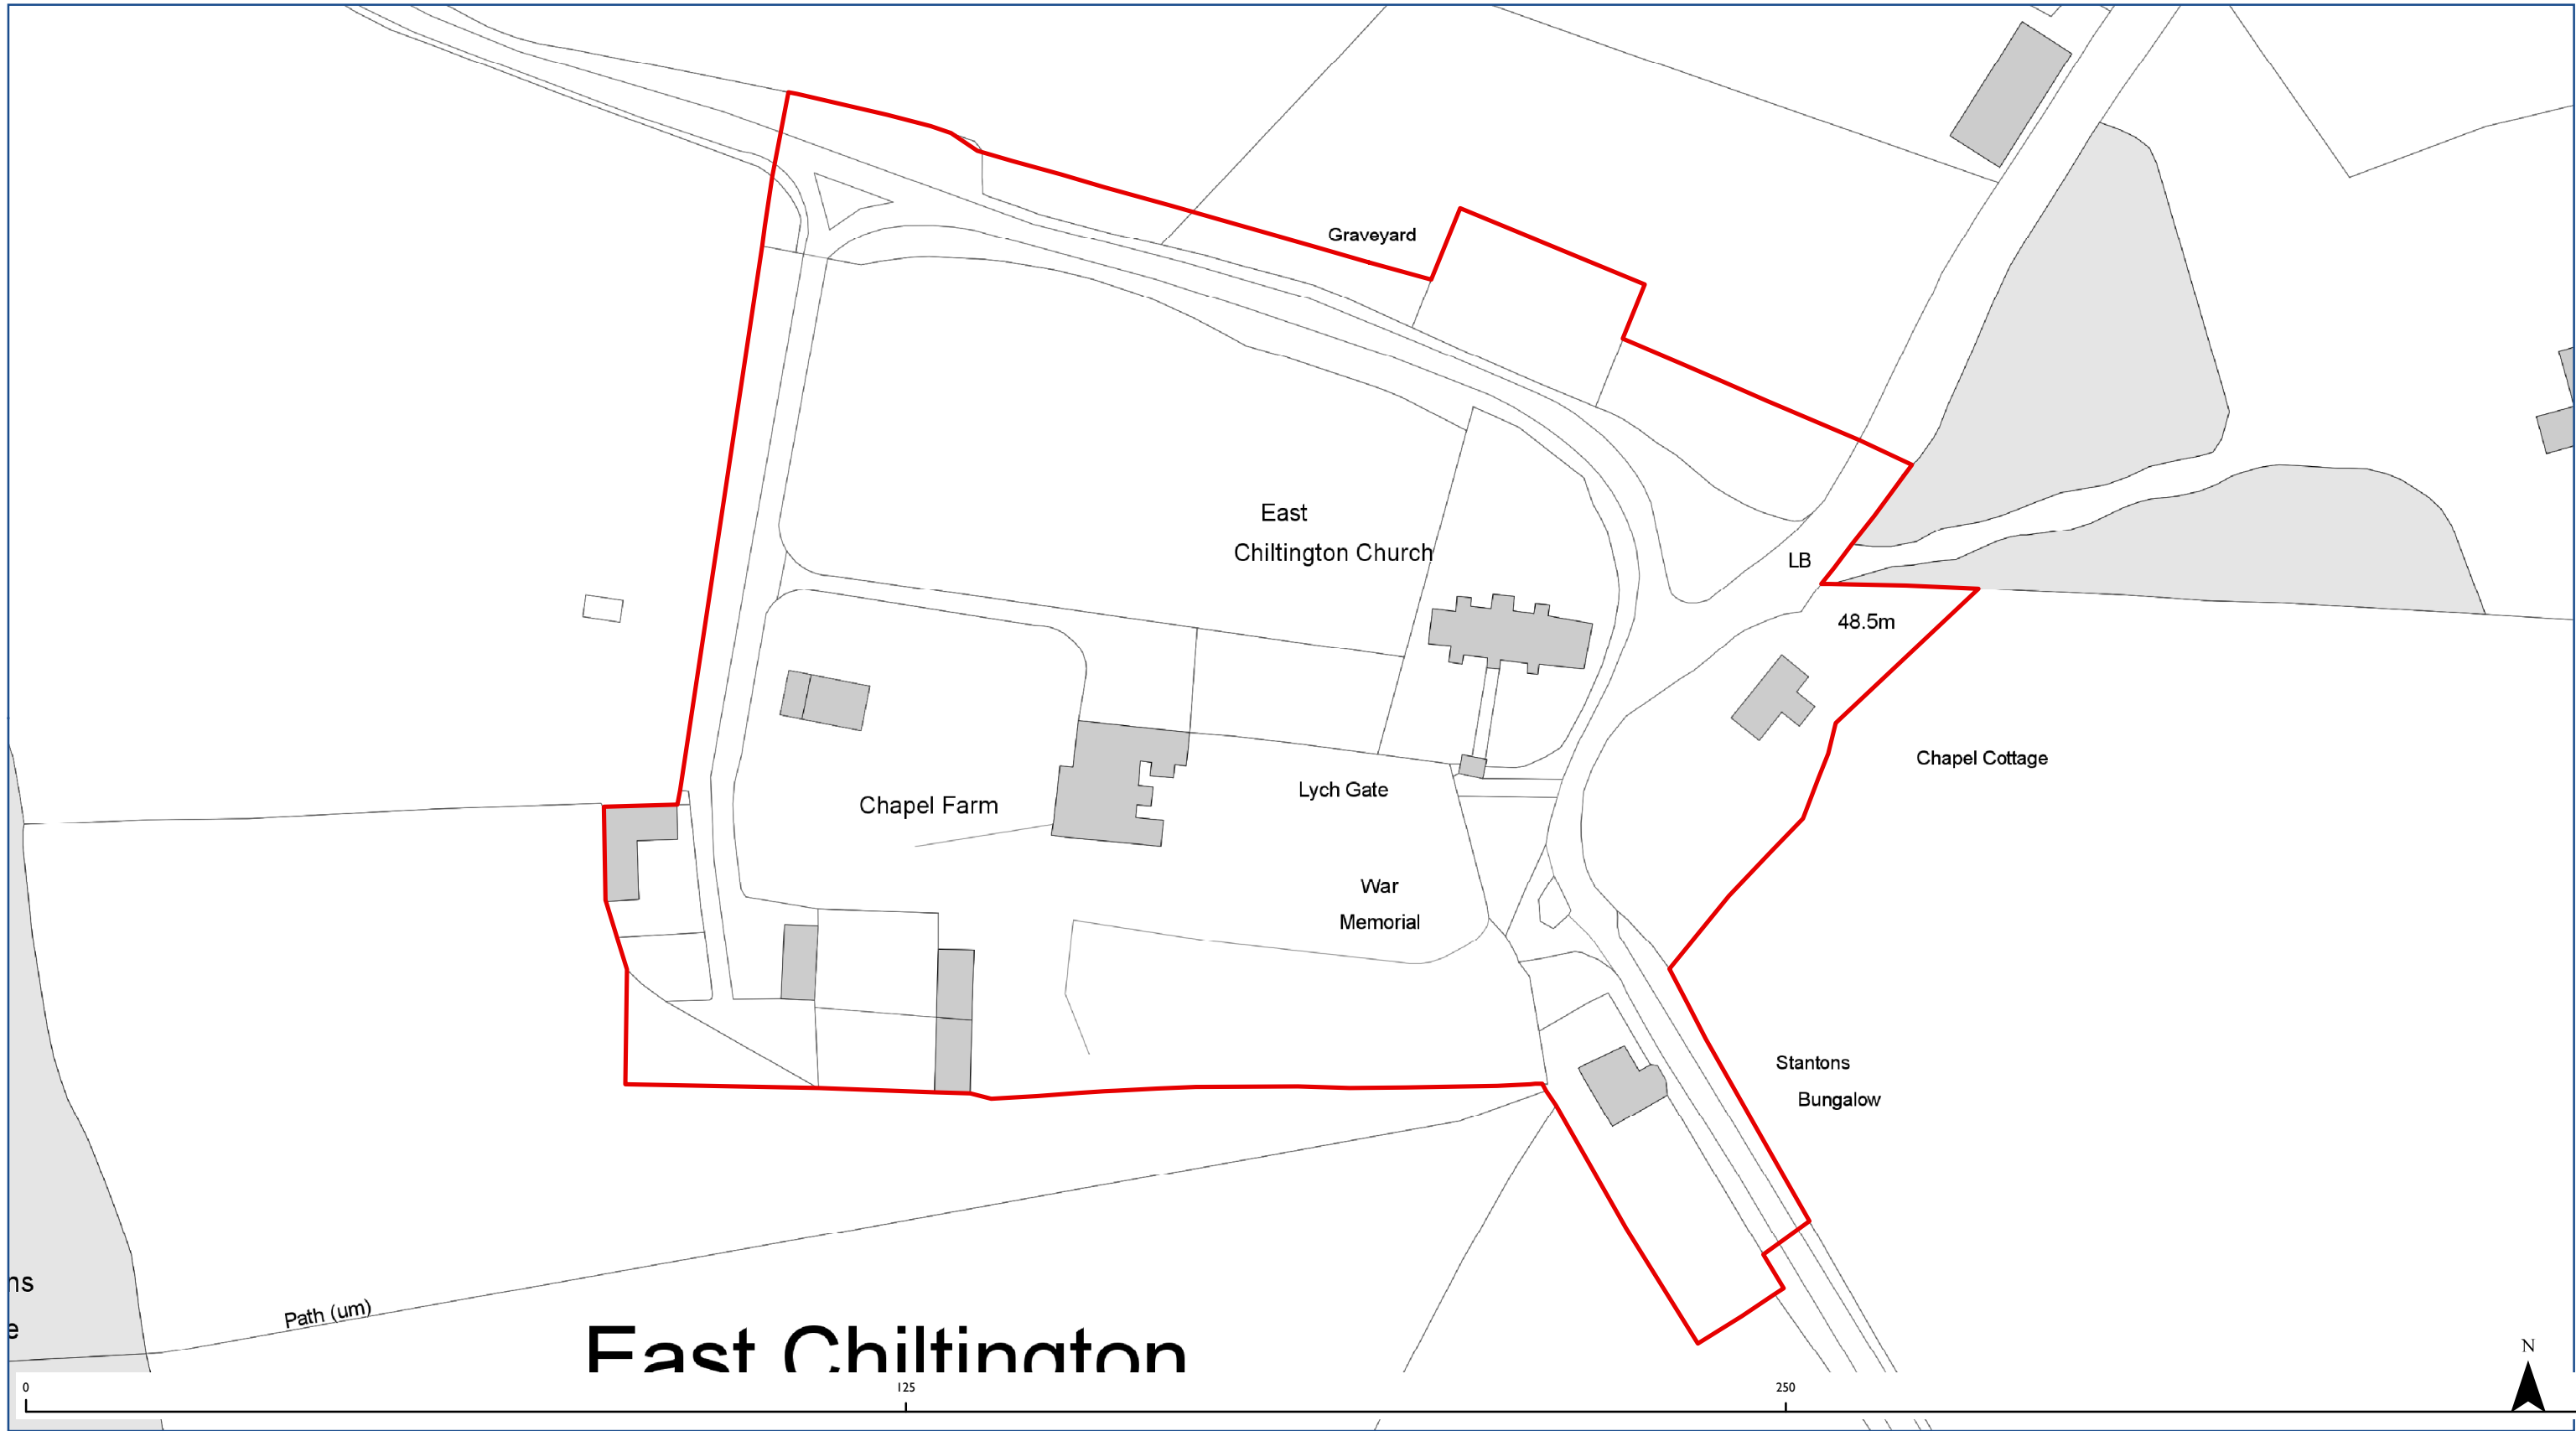 Graveyard
East
Chiltington Church
LB
48.5m
Chapel Cottage
Lych Gate
Chapel Farm
War
Memorial
Stantons
Bungalow
Path (um)
East Chiltington
N
0 125 250